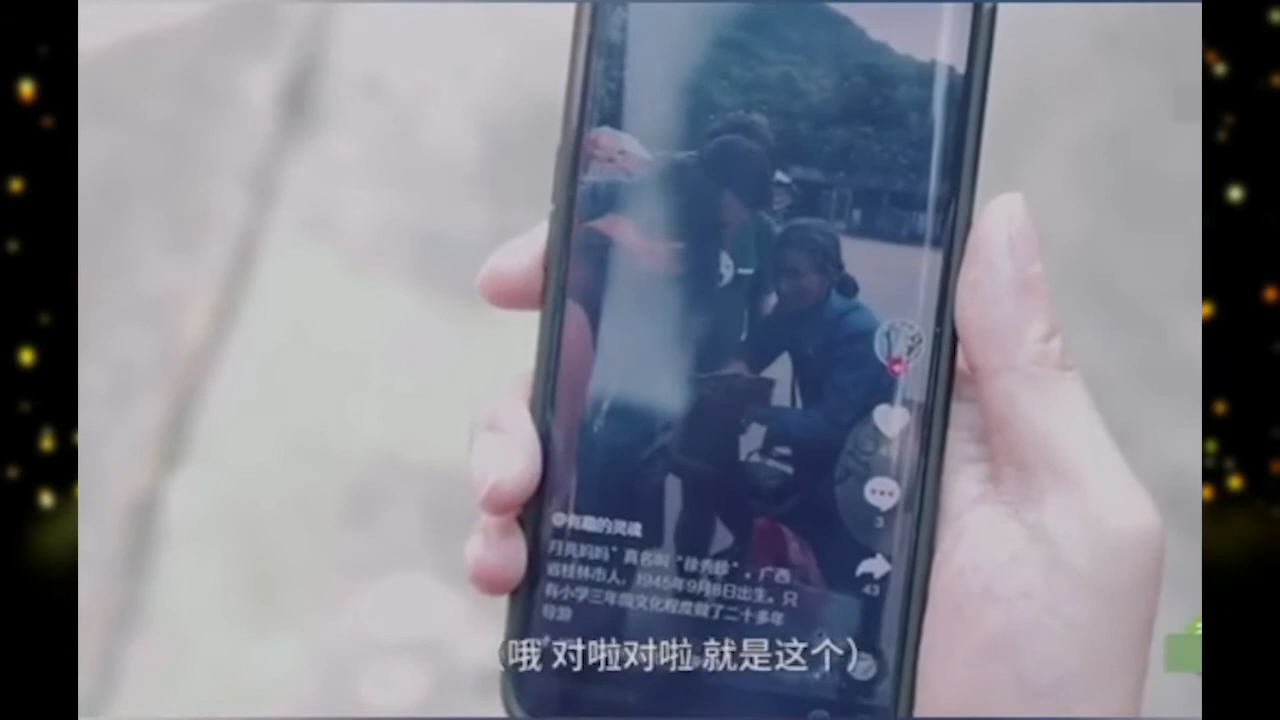 @有趣的灵魂
月亮妈妈"真名叫"徐秀珍"。广西
省桂林市人,1945年9月8日出生。只
有小学三年级文化程度做了二十多年
导游
3
43
(哦 对啦对啦 就是这个)